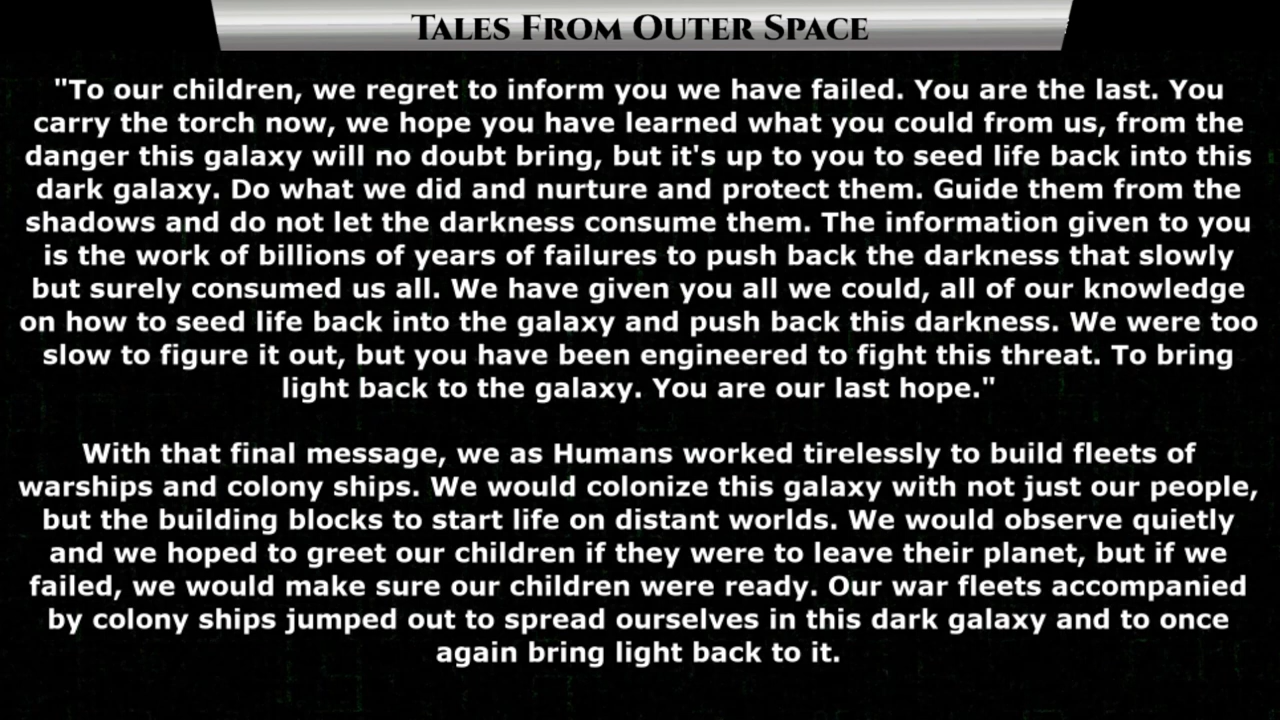 Tales From Outer Space
"To our children, we regret to inform you we have failed. You are the last. You
carry the torch now, we hope you have learned what you could from us, from the
danger this galaxy will no doubt bring, but it's up to you to seed life back into this
dark galaxy. Do what we did and nurture and protect them. Guide them from the
shadows and do not let the darkness consume them. The information given to you
is the work of billions of years of failures to push back the darkness that slowly
but surely consumed us all. We have given you all we could, all of our knowledge
on how to seed life back into the galaxy and push back this darkness. We were too
slow to figure it out, but you have been engineered to fight this threat. To bring
light back to the galaxy. You are our last hope."
With that final message, we as Humans worked tirelessly to build fleets of
warships and colony ships. We would colonize this galaxy with not just our people,
but the building blocks to start life on distant worlds. We would observe quietly
and we hoped to greet our children if they were to leave their planet, but if we
failed, we would make sure our children were ready. Our war fleets accompanied
by colony ships jumped out to spread ourselves in this dark galaxy and to once
again bring light back to it.